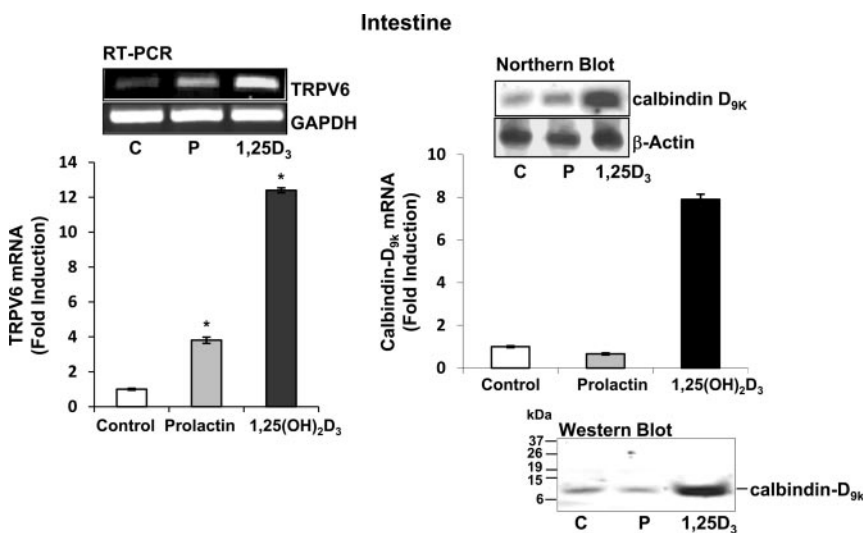 Intestine
RT-PCR
TRPV6
GAPDH
C P 1,25D₃
TRPV6 mRNA
(Fold Induction)
14
12
10
8
6
4
2
0
*
*
Control Prolactin 1,25(OH)₂D₃
Northern Blot
calbindin D₉K
β-Actin
C P 1,25D₃
Calbindin-D₉k mRNA
(Fold Induction)
10
8
6
4
2
0
Control Prolactin 1,25(OH)₂D₃
kDa
Western Blot
37
26
19
15
6
calbindin-D₉k
C P 1,25D₃